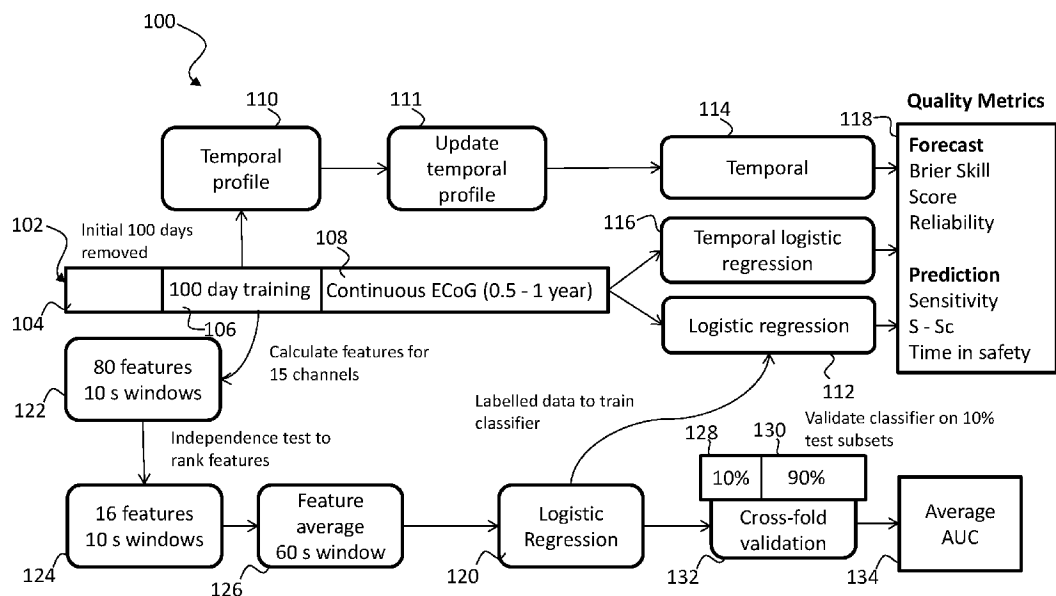 100
110
111
114
Quality Metrics
118
Temporal
profile
Update
temporal
profile
Temporal
Forecast
Brier Skill
Score
Reliability
Prediction
Sensitivity
S - Sc
Time in safety
102
Initial 100 days
removed
108
116
Temporal logistic
regression
100 day training
Continuous ECoG (0.5 - 1 year)
104
106
Logistic regression
112
80 features
10 s windows
Calculate features for
15 channels
122
Labelled data to train
classifier
Validate classifier on 10%
test subsets
128
130
Independence test to
rank features
10%
90%
16 features
10 s windows
Feature
average
60 s window
Logistic
Regression
Cross-fold
validation
Average
AUC
124
126
120
132
134